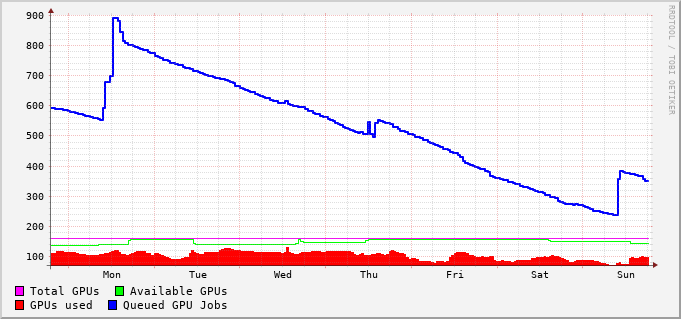 900
800
700
600
500
400
300
200
100
Mon Tue Wed Thu Fri Sat Sun
Total GPUs Available GPUs
GPUs used Queued GPU Jobs
RRDTOOL / TOBI OETIKER